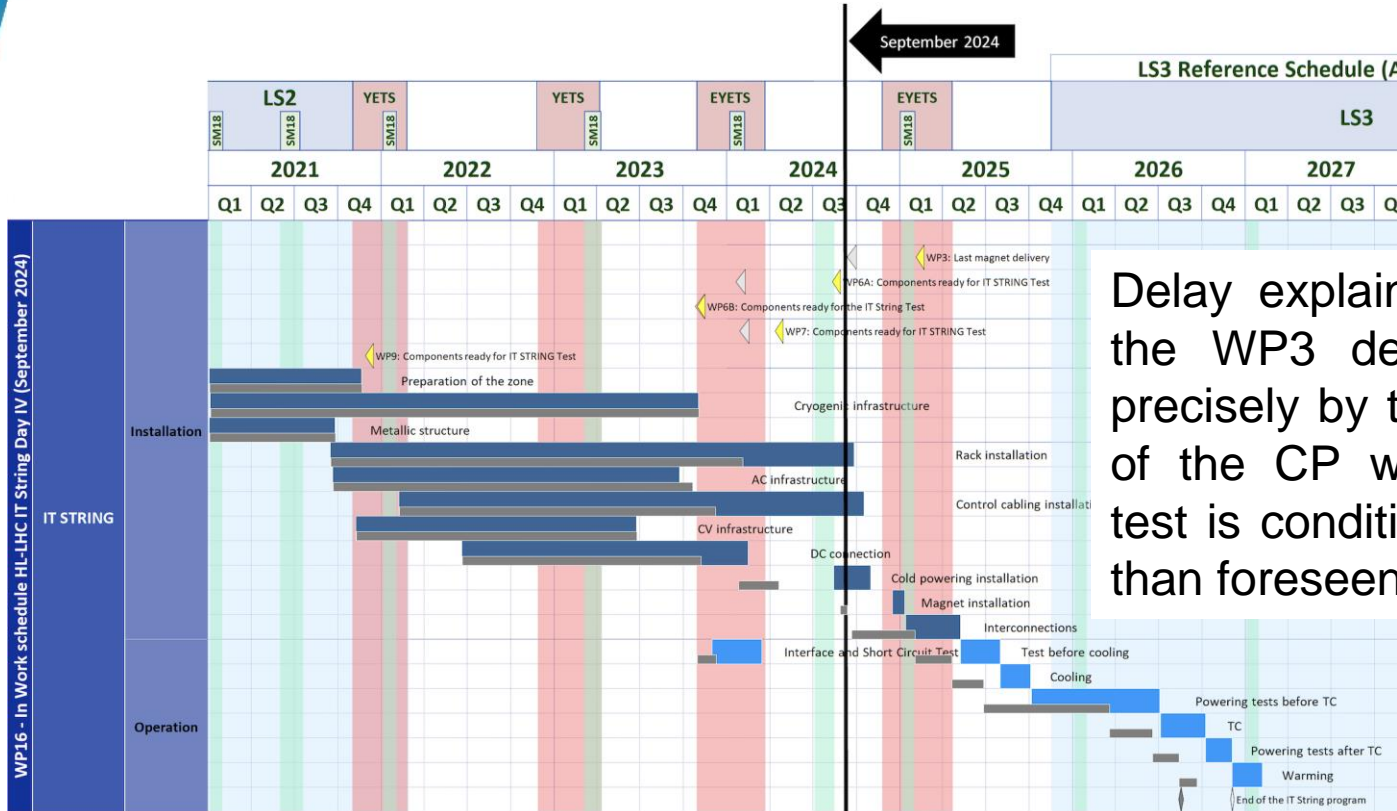 September 2024
LS3 Reference Schedule (A
LS2 YETS YETS EYETS EYETS LS3
SM18 SM18 SM18 SM18 SM18 SM18
2021 2022 2023 2024 2025 2026 2027
Q1 Q2 Q3 Q4 Q1 Q2 Q3 Q4 Q1 Q2 Q3 Q4 Q1 Q2 Q3 Q4 Q1 Q2 Q3 Q4 Q1 Q2 Q3 Q4 Q1 Q2 Q3 Q
WP16 - In Work schedule HL-LHC IT String Day IV (September 2024)
IT STRING
Installation
WP3: Last magnet delivery
WP6A: Components ready for IT STRING Test
WP6B: Components ready for the IT String Test
WP7: Components ready for IT STRING Test
WP9: Components ready for IT STRING Test
Preparation of the zone
Cryogenic infrastructure
Metallic structure
Rack installation
AC infrastructure
Control cabling installati
CV infrastructure
DC connection
Cold powering installation
Magnet installation
Interconnections
Operation
Interface and Short Circuit Test Test before cooling
Cooling
Powering tests before TC
TC
Powering tests after TC
Warming
End of the IT String program
Delay explain
the WP3 de
precisely by t
of the CP w
test is conditi
than foreseen